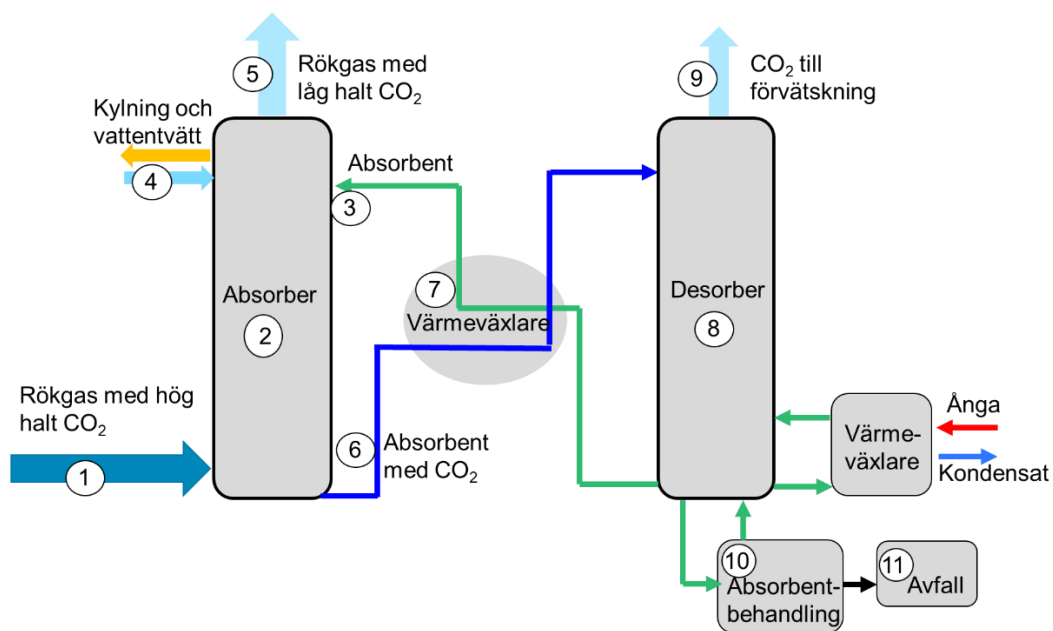 5
Rökgas med
låg halt CO₂
9
CO₂ till
förvätskning
Kylning och
vattentvätt
4
Absorbent
3
7
Värmeväxlare
Absorber
2
Desorber
8
Rökgas med hög
halt CO₂
1
6
Absorbent
med CO₂
Värme-
växlare
Ånga
Kondensat
10
Absorbent-
behandling
11
Avfall